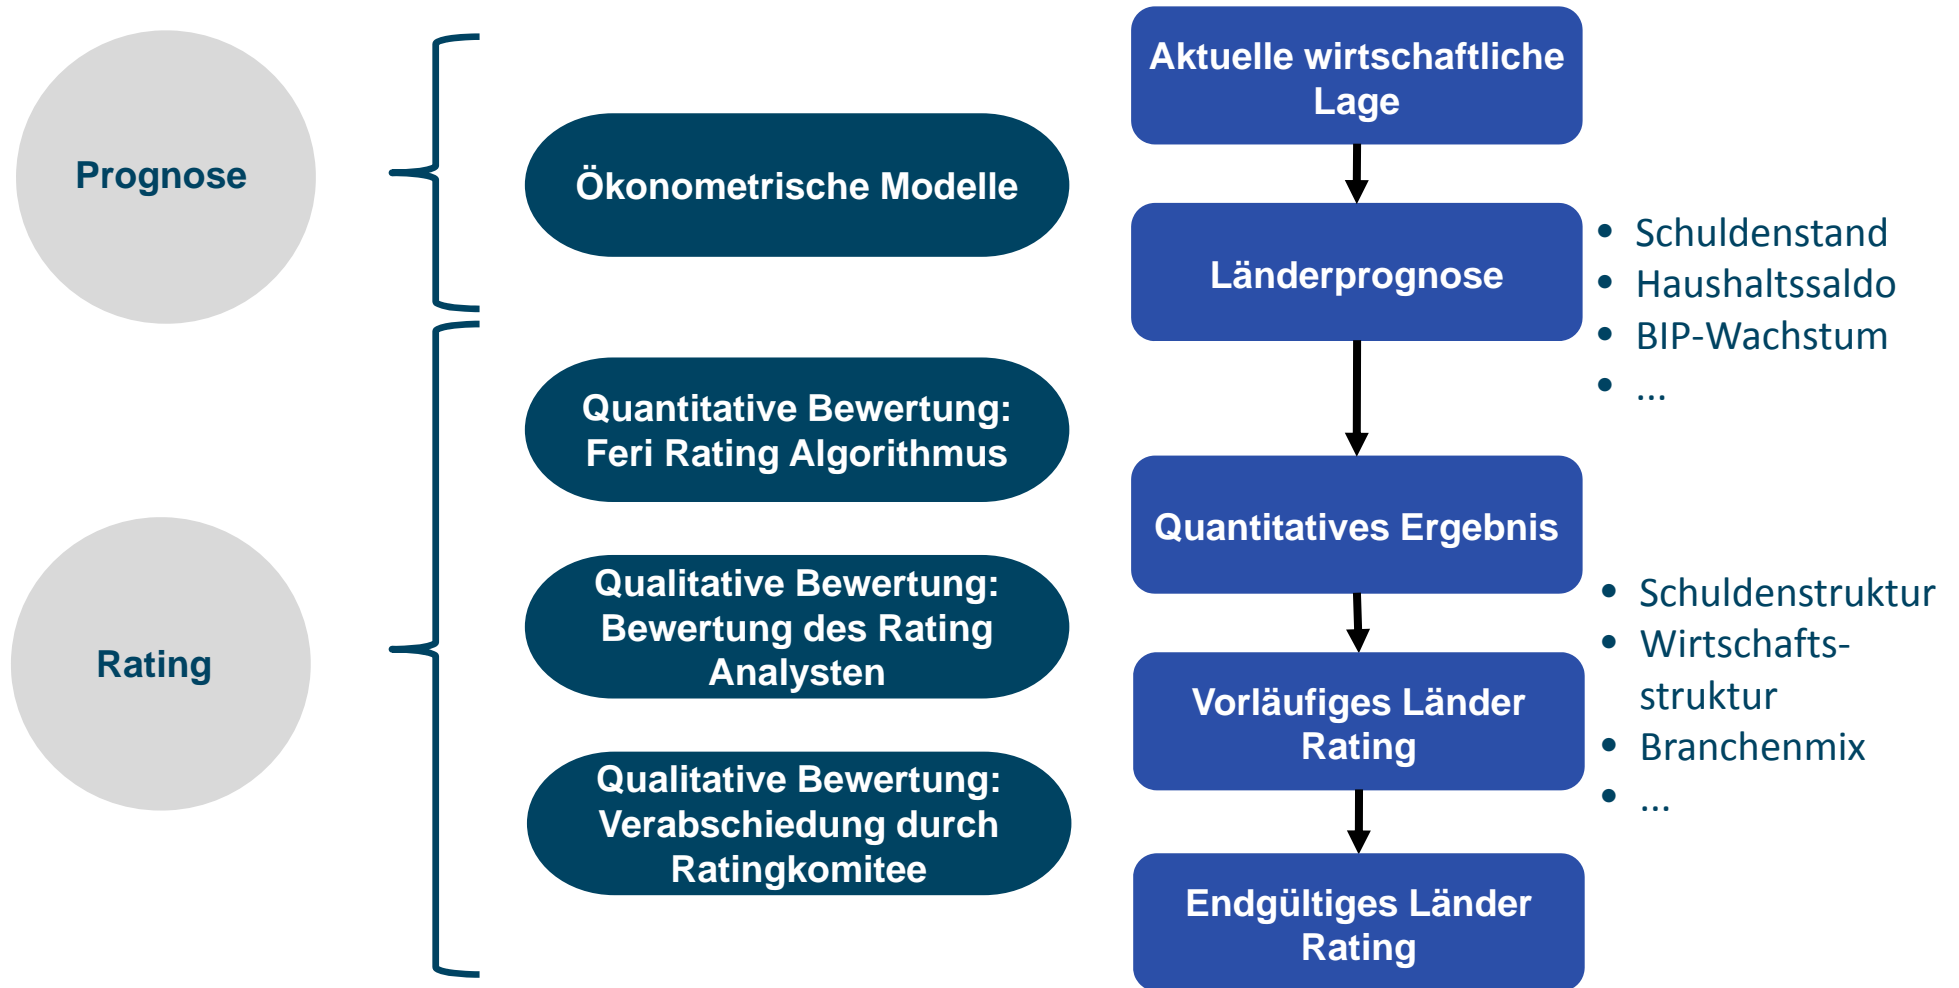 Prognose
Rating
Ökonometrische Modelle
Quantitative Bewertung:
Feri Rating Algorithmus
Qualitative Bewertung:
Bewertung des Rating
Analysten
Qualitative Bewertung:
Verabschiedung durch
Ratingkomitee
Aktuelle wirtschaftliche
Lage
Länderprognose
Quantitatives Ergebnis
Vorläufiges Länder
Rating
Endgültiges Länder
Rating
• Schuldenstand
• Haushaltssaldo
• BIP-Wachstum
• ...
• Schuldenstruktur
• Wirtschafts-
struktur
• Branchenmix
• ...